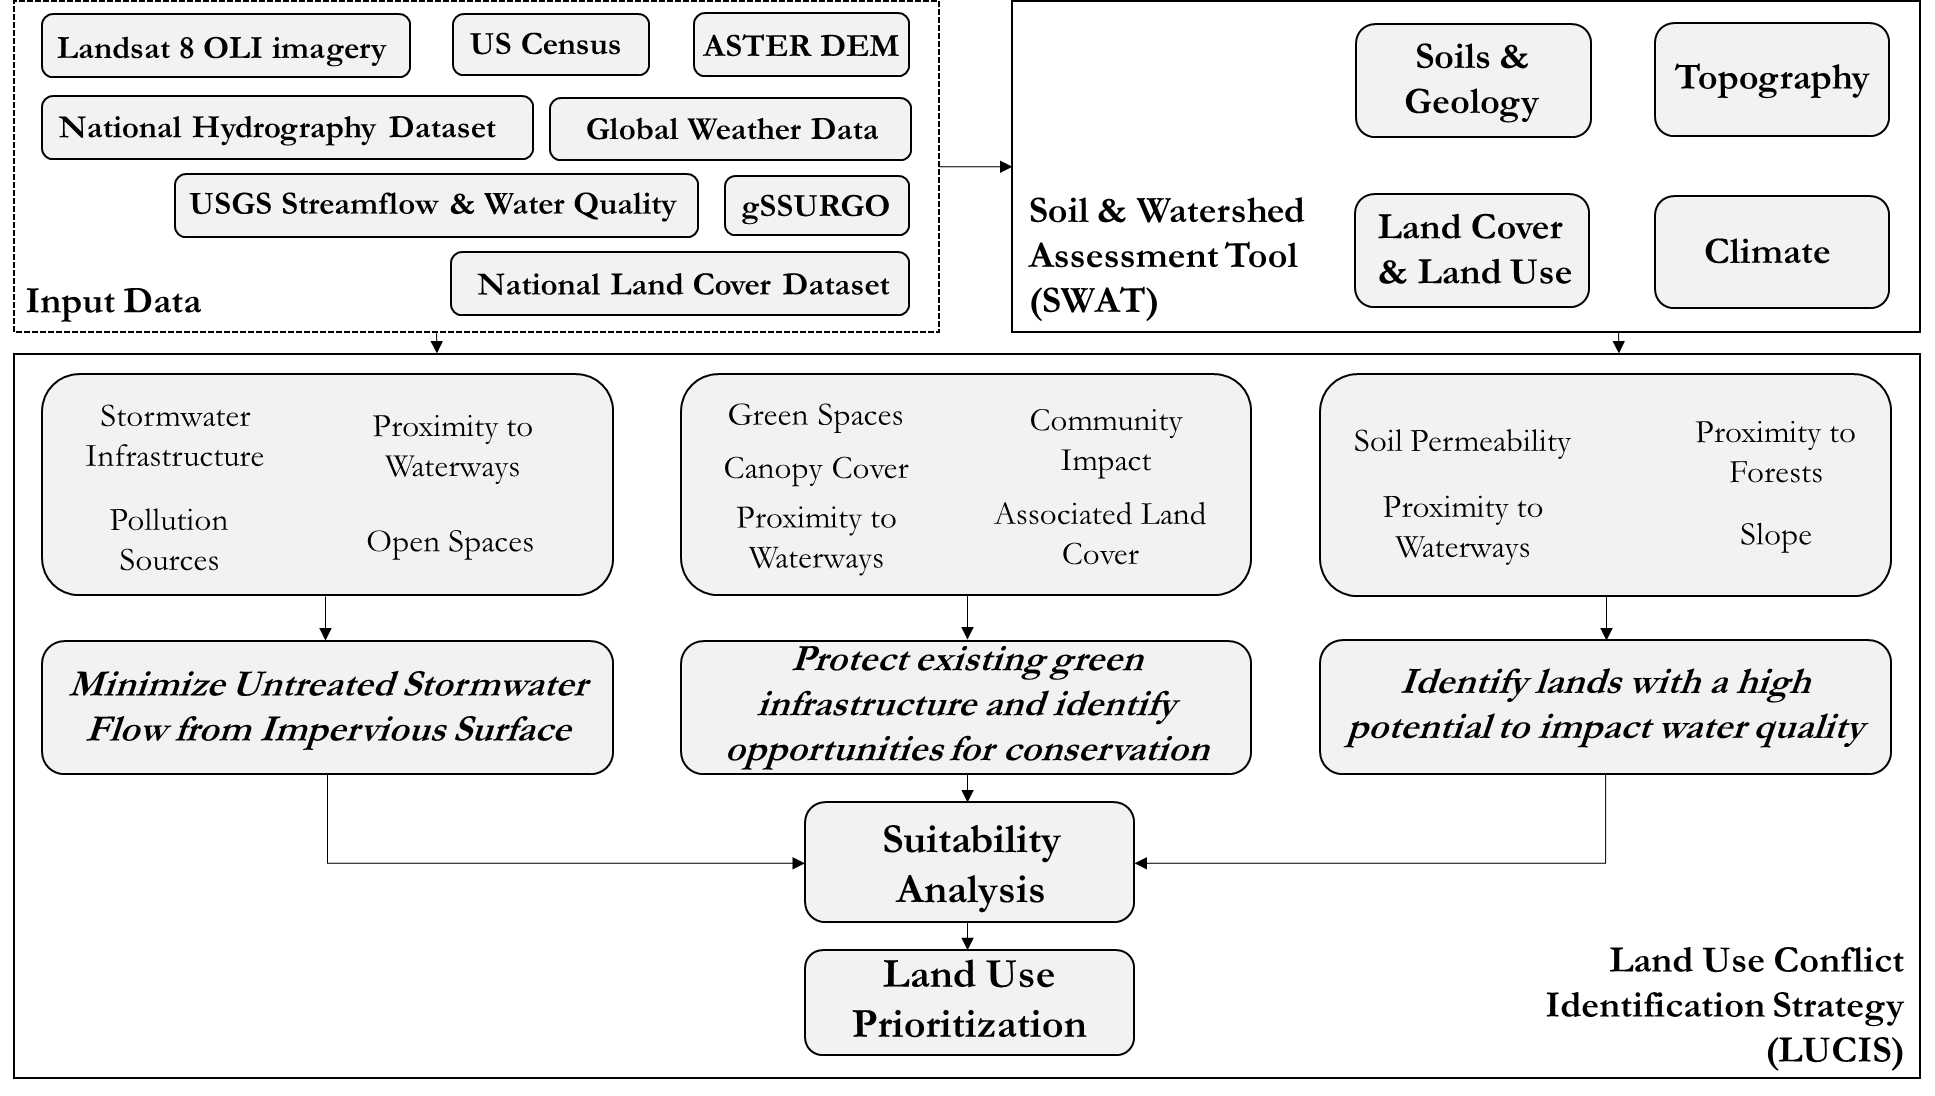 Landsat 8 OLI imagery
US Census
ASTER DEM
National Hydrography Dataset
Global Weather Data
USGS Streamflow & Water Quality
gSSURGO
National Land Cover Dataset
Input Data
Soils &
Geology
Topography
Soil & Watershed
Assessment Tool
(SWAT)
Land Cover
& Land Use
Climate
Stormwater
Infrastructure
Proximity to
Waterways
Pollution
Sources
Open Spaces
Green Spaces
Canopy Cover
Proximity to
Waterways
Community
Impact
Associated Land
Cover
Soil Permeability
Proximity to
Waterways
Proximity to
Forests
Slope
Minimize Untreated Stormwater
Flow from Impervious Surface
Protect existing green
infrastructure and identify
opportunities for conservation
Identify lands with a high
potential to impact water quality
Suitability
Analysis
Land Use
Prioritization
Land Use Conflict
Identification Strategy
(LUCIS)